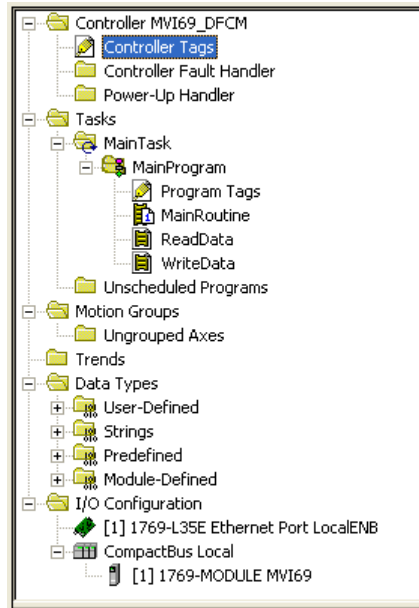 Controller MVI69_DFCM
Controller Tags
Controller Fault Handler
Power-Up Handler
Tasks
MainTask
MainProgram
Program Tags
MainRoutine
ReadData
WriteData
Unscheduled Programs
Motion Groups
Ungrouped Axes
Trends
Data Types
User-Defined
Strings
Predefined
Module-Defined
I/O Configuration
[1] 1769-L35E Ethernet Port LocalENB
CompactBus Local
[1] 1769-MODULE MVI69